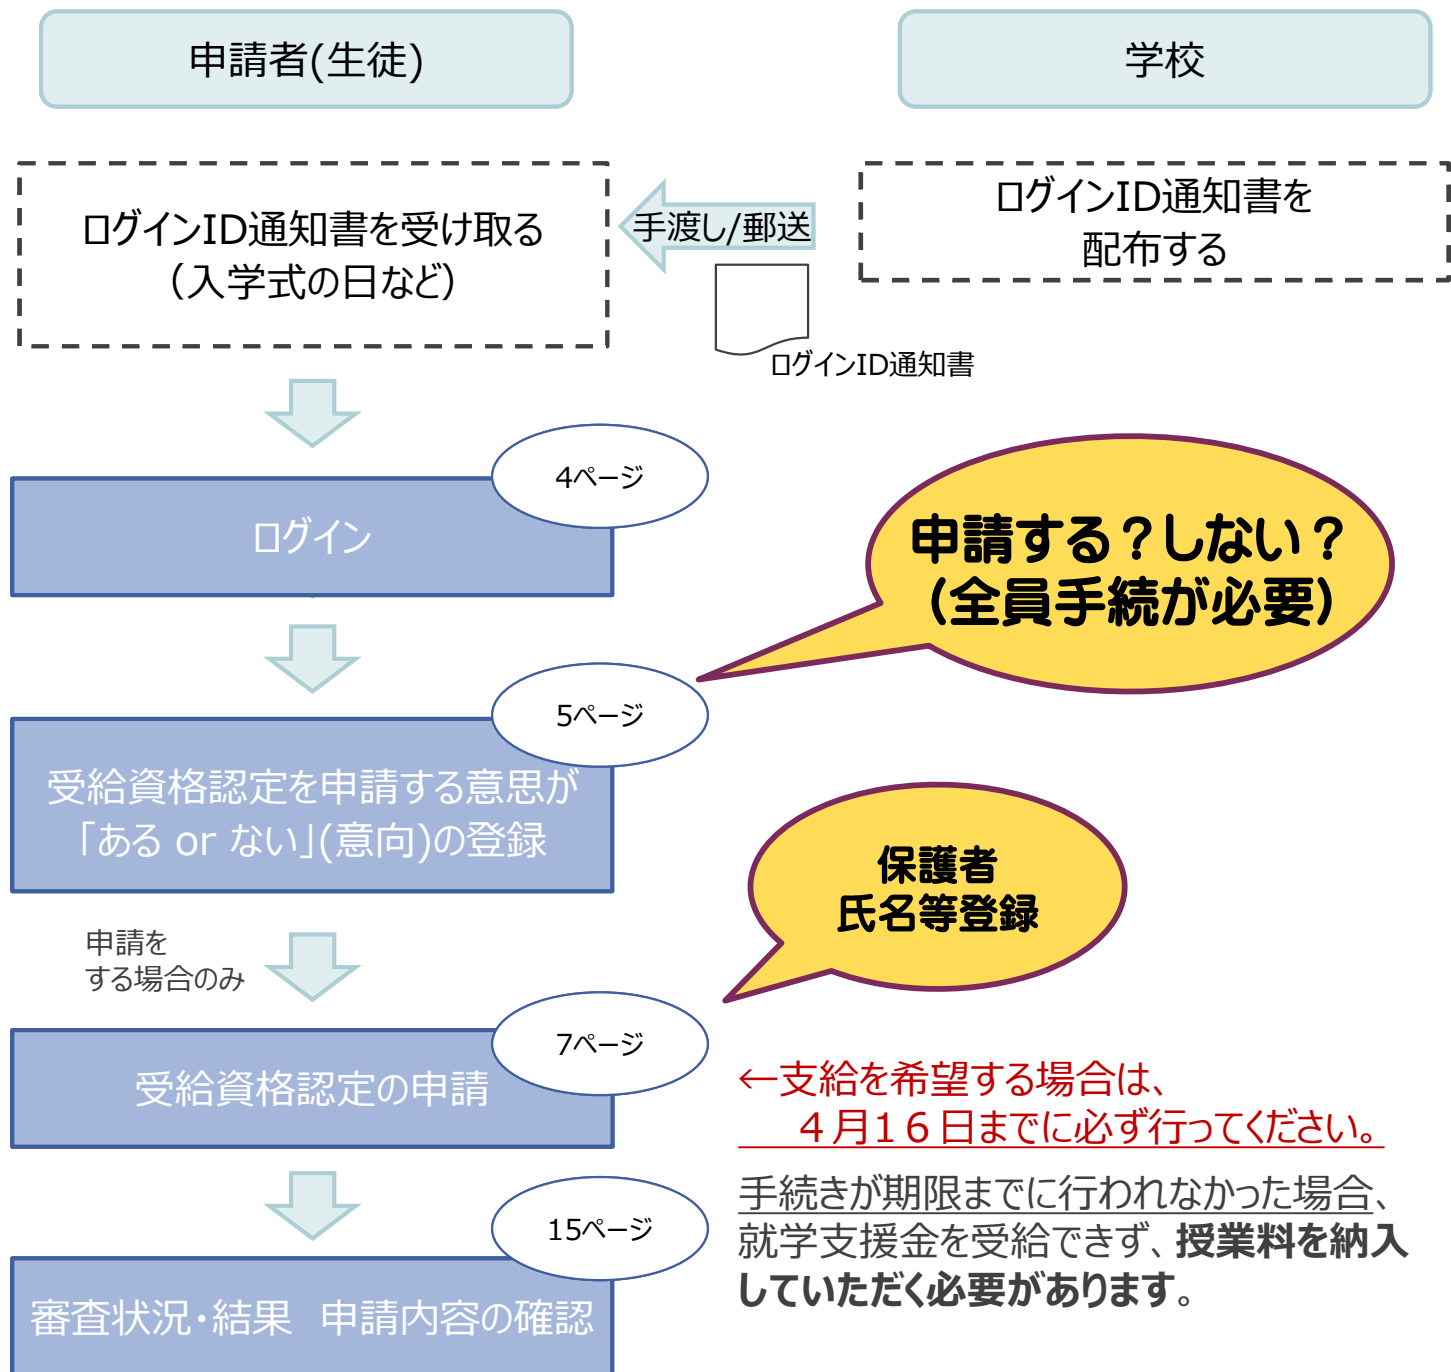 申請者(生徒)
学校
ログインID通知書を受け取る
（入学式の日など）
手渡し/郵送
ログインID通知書を
配布する
ログインID通知書
4ページ
ログイン
申請する？しない？
（全員手続が必要）
5ページ
受給資格認定を申請する意思が
「ある or ない」(意向)の登録
保護者
氏名等登録
申請を
する場合のみ
7ページ
受給資格認定の申請
←支給を希望する場合は、
４月1６日までに必ず行ってください。
手続きが期限までに行われなかった場合、
就学支援金を受給できず、授業料を納入
していただく必要があります。
15ページ
審査状況・結果　申請内容の確認